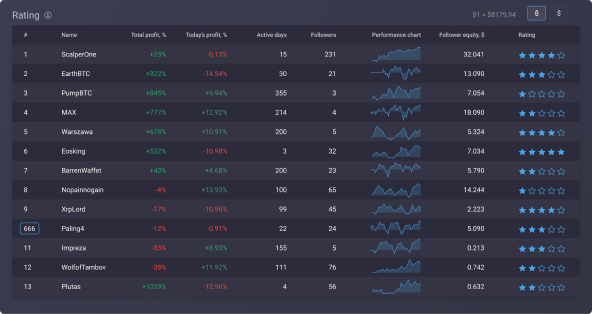 Rating ₿1 = $8179,94 ₿ $
# Name Total profit, % Today's profit, % Active days Followers Performance chart Follower equity, ₿ Rating
1 ScalperOne +25% -0.13% 15 231 32.041
2 EarthBTC +922% -14.54% 30 21 13.090
3 PumpBTC +845% +9.94% 355 3 7.054
4 MAX +777% +12.92% 214 4 18.090
5 Warszawa +678% +10.91% 200 5 5.324
6 Eosking +532% -10.98% 3 32 7.034
7 BarrenWaffet +40% +4.68% 200 23 5.790
8 Nopainnogain -4% +13.93% 100 65 14.244
9 XrpLord -17% -10,96% 99 45 2.223
666 Paling4 -12% -0.91% 22 24 5.090
11 Impreza -33% +8.93% 155 5 0.213
12 WolfofTambov -38% +11.92% 111 76 0.742
13 Plutas +1029% -12.96% 4 56 0.632